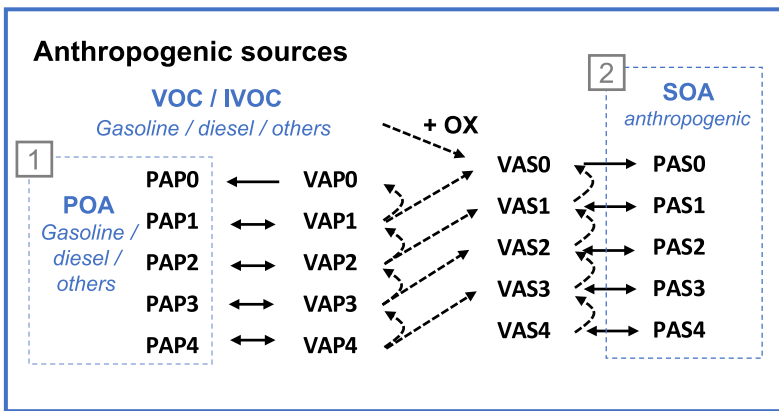 Anthropogenic sources
VOC / IVOC
Gasoline / diesel / others
+ OX
2
SOA
anthropogenic
1
POA
Gasoline /
diesel /
others
PAP0 VAP0 VAS0 PAS0
PAP1 VAP1 VAS1 PAS1
PAP2 VAP2 VAS2 PAS2
PAP3 VAP3 VAS3 PAS3
PAP4 VAP4 VAS4 PAS4